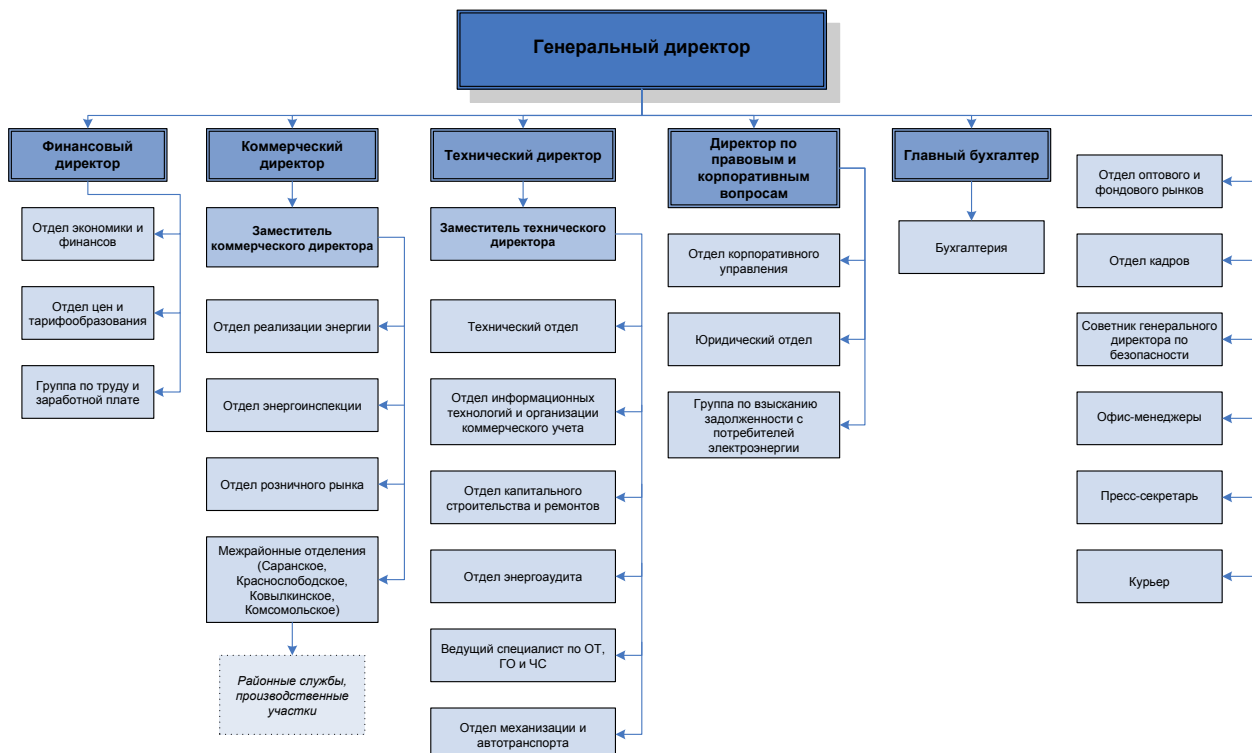 Генеральный директор
Финансовый
директор
Отдел экономики и
финансов
Отдел цен и
тарифообразования
Группа по труду и
заработной плате
Коммерческий
директор
Заместитель
коммерческого директора
Отдел реализации энергии
Отдел энергоинспекции
Отдел розничного рынка
Межрайонные отделения
(Саранское,
Краснослободское,
Ковылкинское,
Комсомольское)
Районные службы,
производственные
участки
Технический директор
Заместитель технического
директора
Технический отдел
Отдел информационных
технологий и организации
коммерческого учета
Отдел капитального
строительства и ремонтов
Отдел энергоаудита
Ведущий специалист по ОТ,
ГО и ЧС
Отдел механизации и
автотранспорта
Директор по
правовым и
корпоративным
вопросам
Отдел корпоративного
управления
Юридический отдел
Группа по взысканию
задолженности с
потребителей
электроэнергии
Главный бухгалтер
Бухгалтерия
Отдел оптового и
фондового рынков
Отдел кадров
Советник генерального
директора по
безопасности
Офис-менеджеры
Пресс-секретарь
Курьер